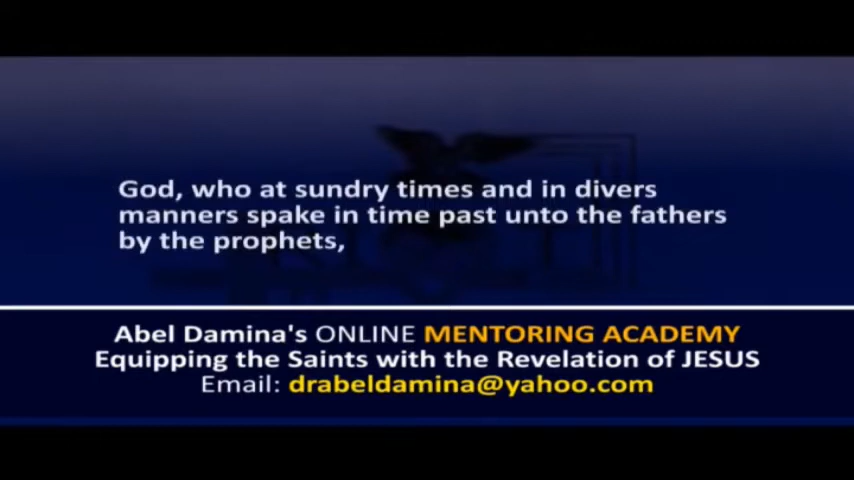 God, who at sundry times and in divers
manners spake in time past unto the fathers
by the prophets,
Abel Damina's ONLINE MENTORING ACADEMY
Equipping the Saints with the Revelation of JESUS
Email: drabeldamina@yahoo.com